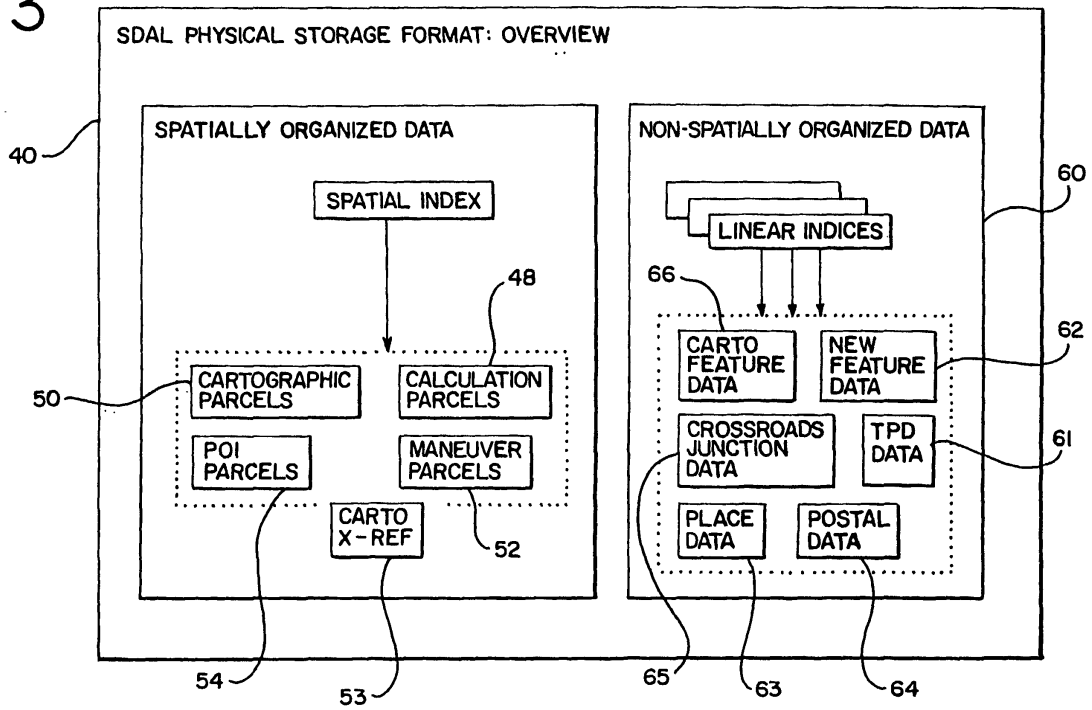 3
SDAL PHYSICAL STORAGE FORMAT: OVERVIEW
40
SPATIALLY ORGANIZED DATA
SPATIAL INDEX
48
50
CARTOGRAPHIC
PARCELS
CALCULATION
PARCELS
POI
PARCELS
MANEUVER
PARCELS
CARTO
X-REF
52
54
53
NON-SPATIALLY ORGANIZED DATA
60
LINEAR INDICES
66
62
CARTO
FEATURE
DATA
NEW
FEATURE
DATA
CROSSROADS
JUNCTION
DATA
TPD
DATA
61
PLACE
DATA
POSTAL
DATA
65
63
64